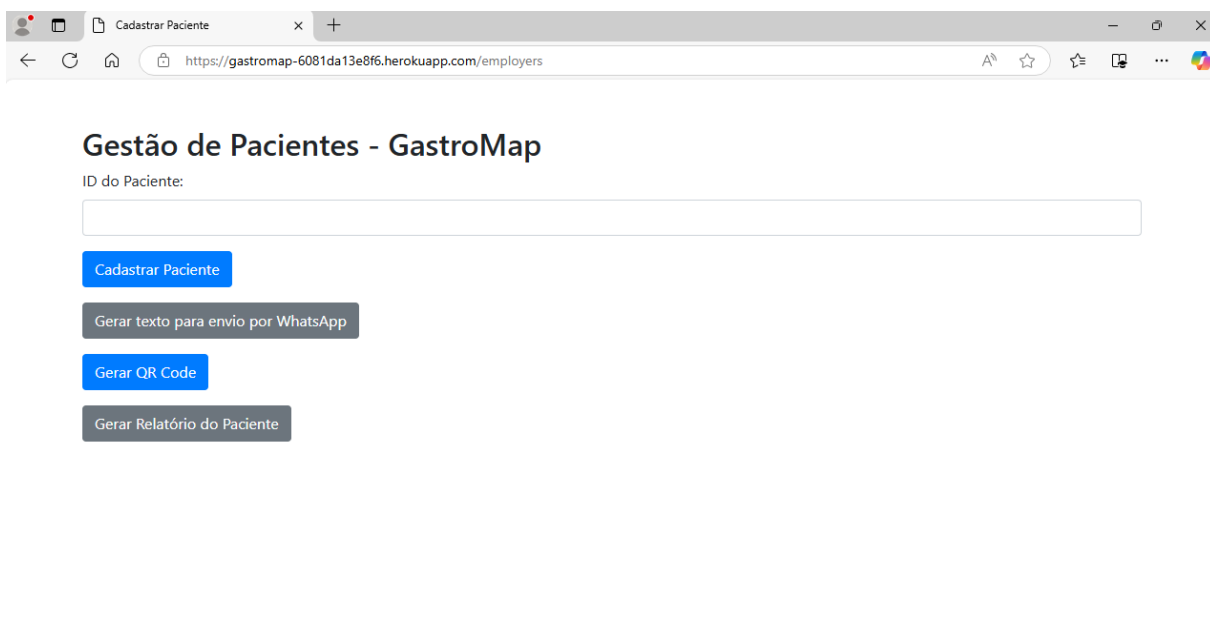 Cadastrar Paciente
https://gastromap-6081da13e8f6.herokuapp.com/employers
Gestão de Pacientes - GastroMap
ID do Paciente:
Cadastrar Paciente
Gerar texto para envio por WhatsApp
Gerar QR Code
Gerar Relatório do Paciente